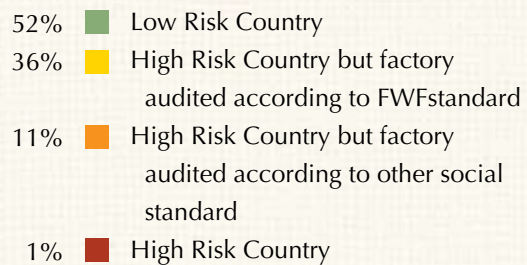 52% Low Risk Country
36% High Risk Country but factory
audited according to FWFstandard
11% High Risk Country but factory
audited according to other social
standard
1% High Risk Country